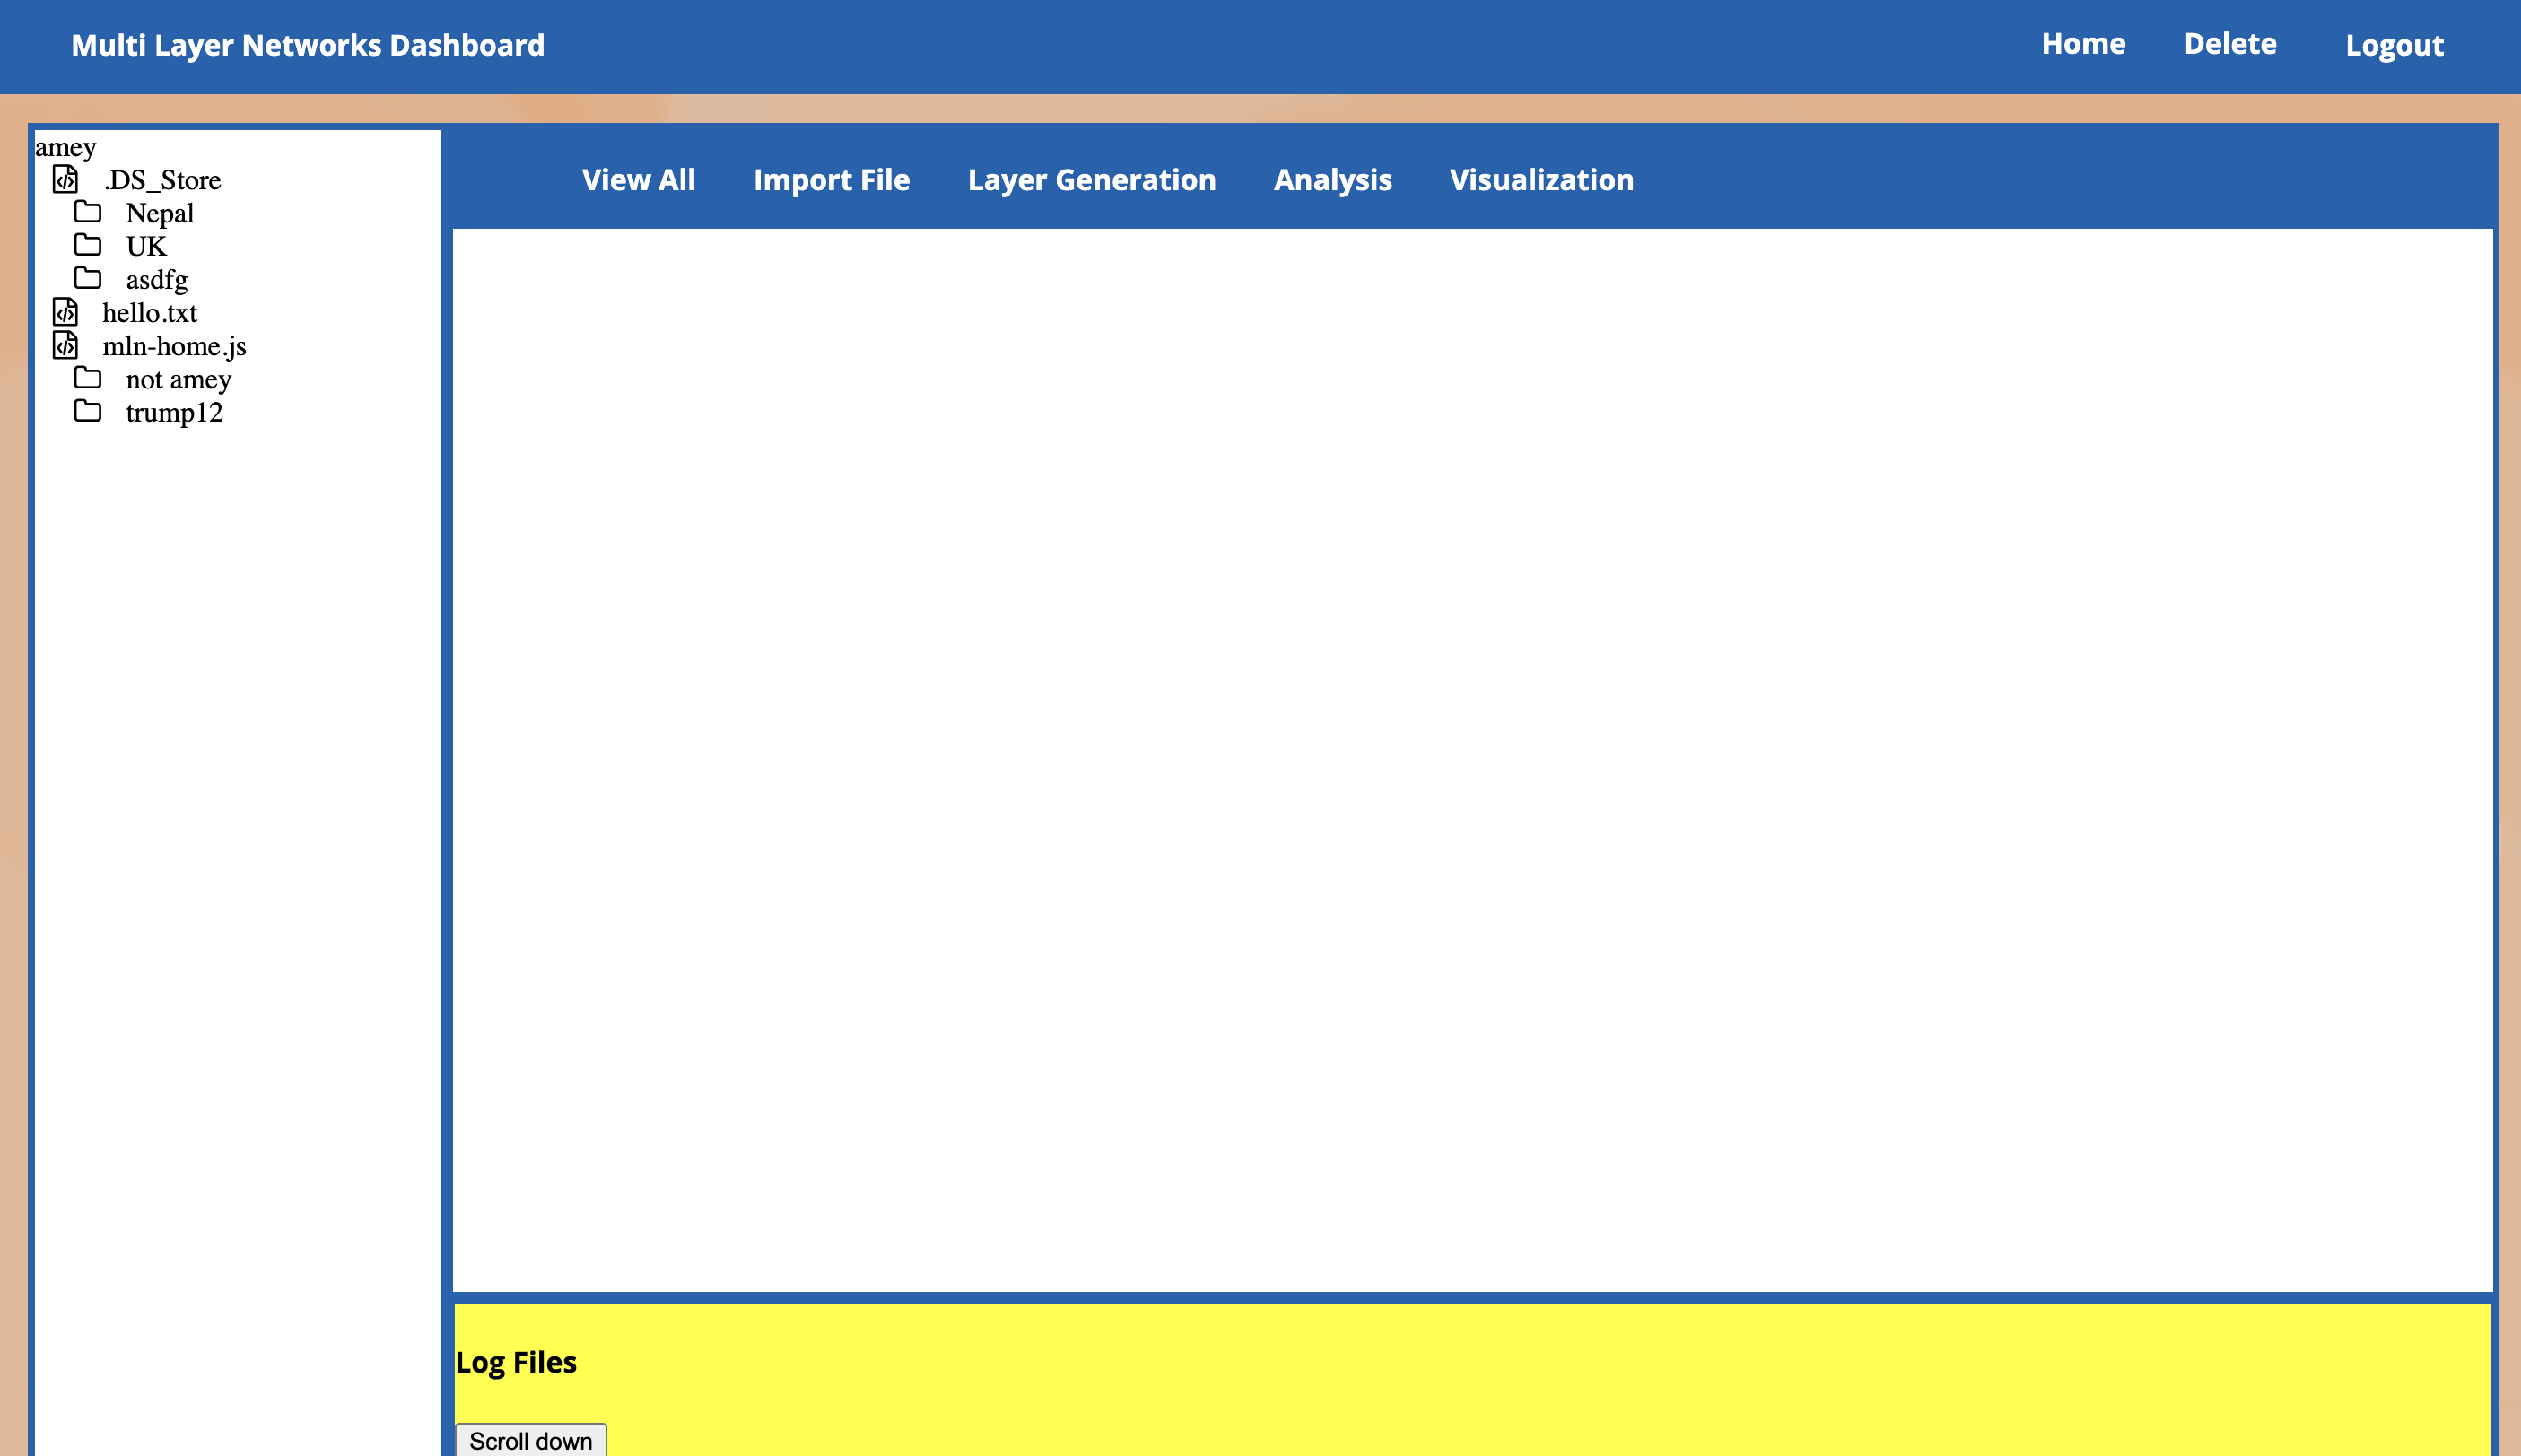 Multi Layer Networks Dashboard
Home Delete Logout
amey
.DS_Store
Nepal
UK
asdfg
hello.txt
mln-home.js
not amey
trump12
View All Import File Layer Generation Analysis Visualization
Log Files
Scroll down